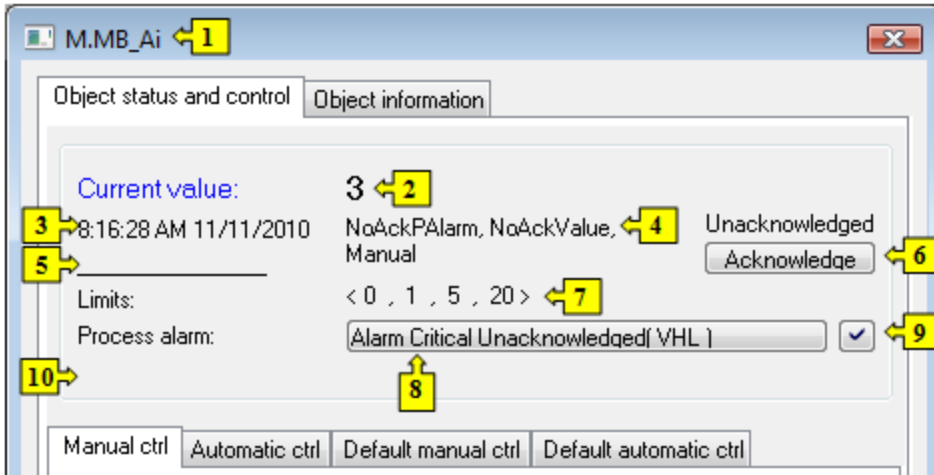 M.MB_Ai 1
Object status and control Object information
Current value: 3 2
3 8:16:28 AM 11/11/2010 NoAckPAlarm, NoAckValue, 4 Unacknowledged
Manual
5 Acknowledge 6
Limits: < 0 , 1 , 5 , 20 > 7
Process alarm: Alarm Critical Unacknowledged( VHL ) 9
10 8
Manual ctrl Automatic ctrl Default manual ctrl Default automatic ctrl